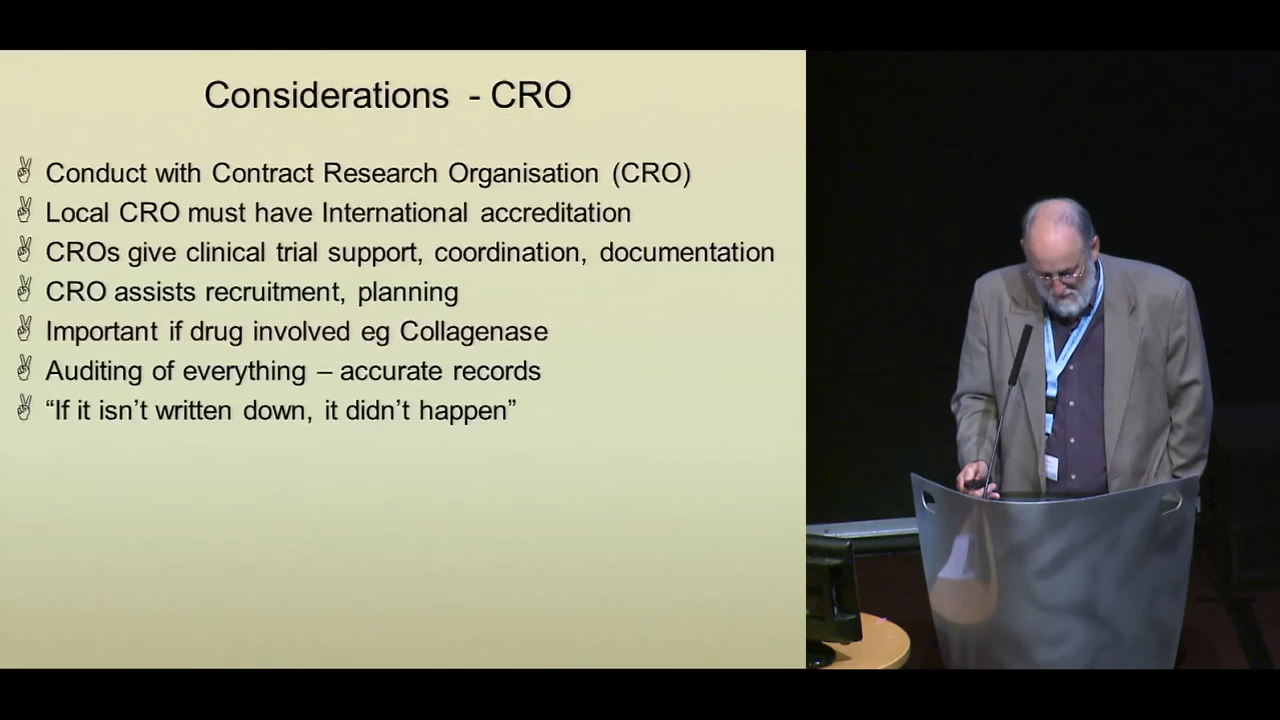 Considerations - CRO
✌ Conduct with Contract Research Organisation (CRO)
✌ Local CRO must have International accreditation
✌ CROs give clinical trial support, coordination, documentation
✌ CRO assists recruitment, planning
✌ Important if drug involved eg Collagenase
✌ Auditing of everything – accurate records
✌ “If it isn’t written down, it didn’t happen”